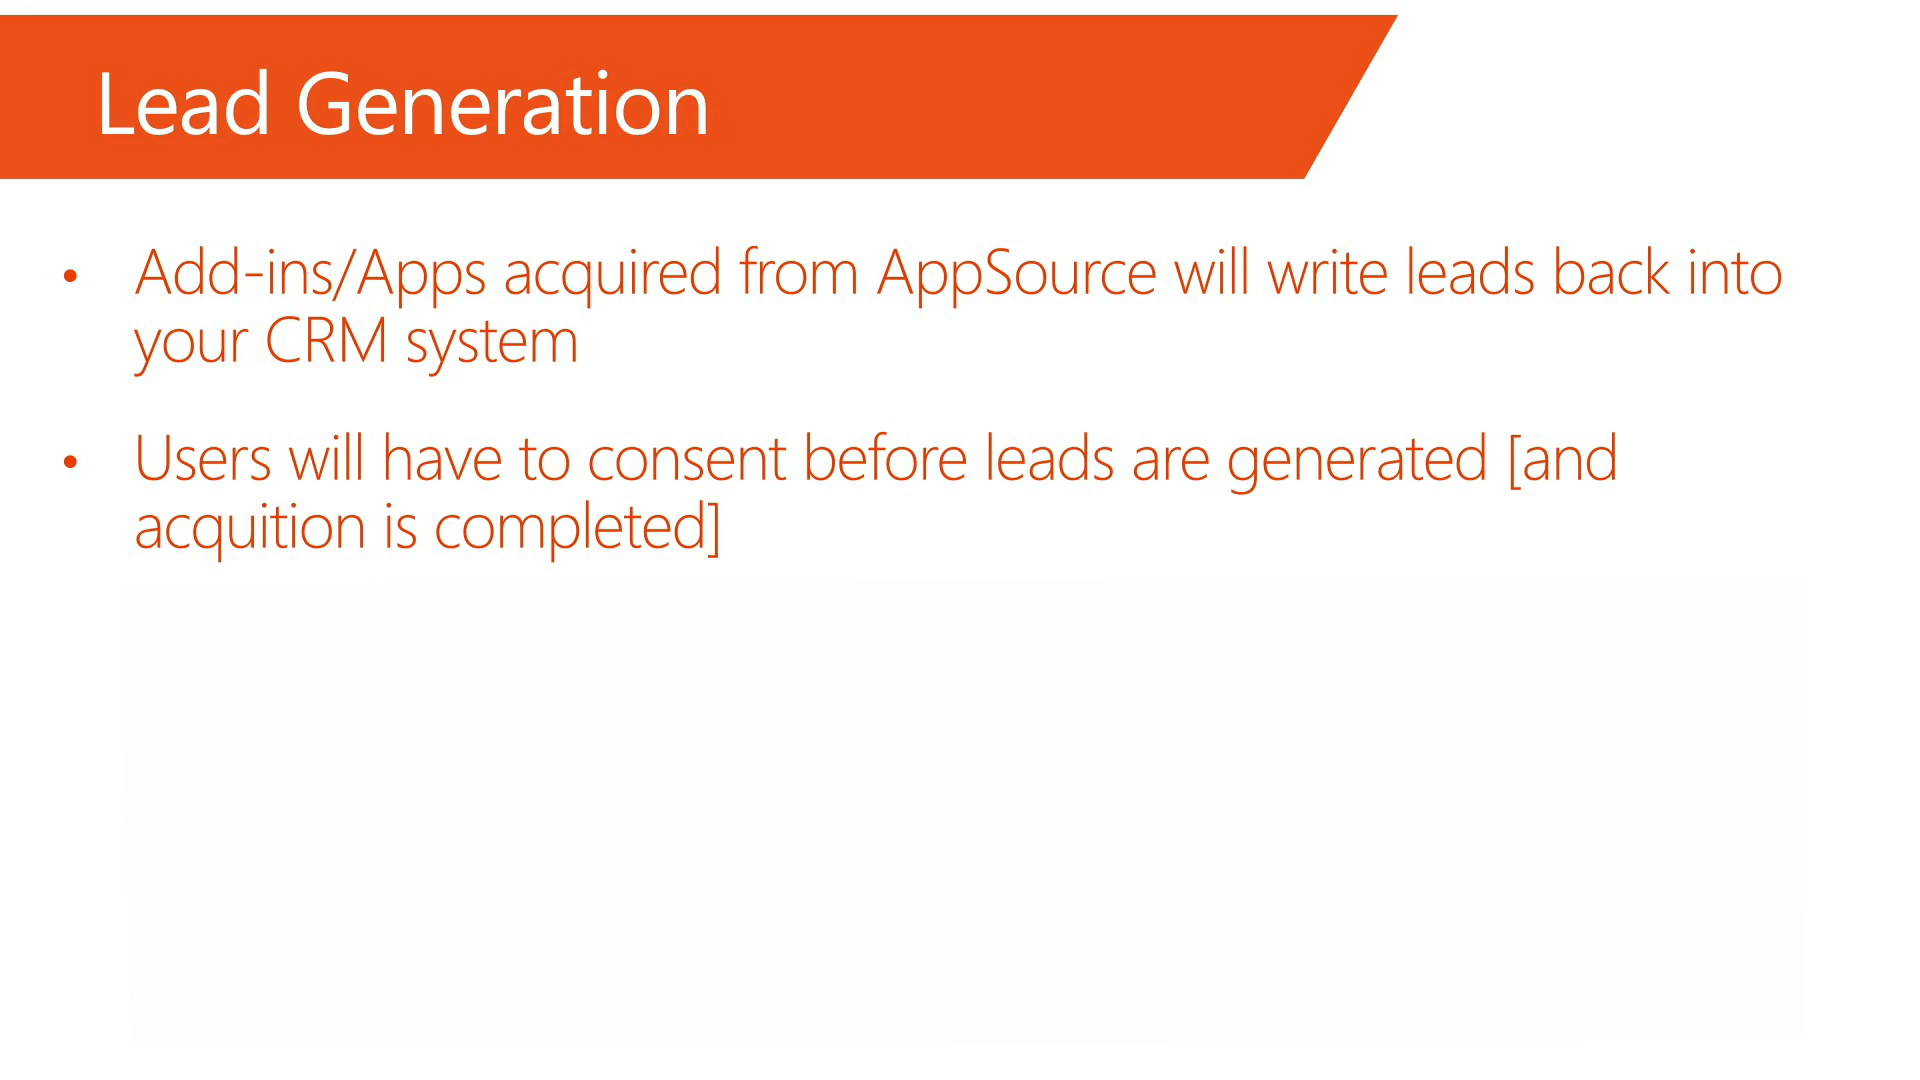 Lead Generation
• Add-ins/Apps acquired from AppSource will write leads back into
your CRM system
• Users will have to consent before leads are generated [and
acquition is completed]